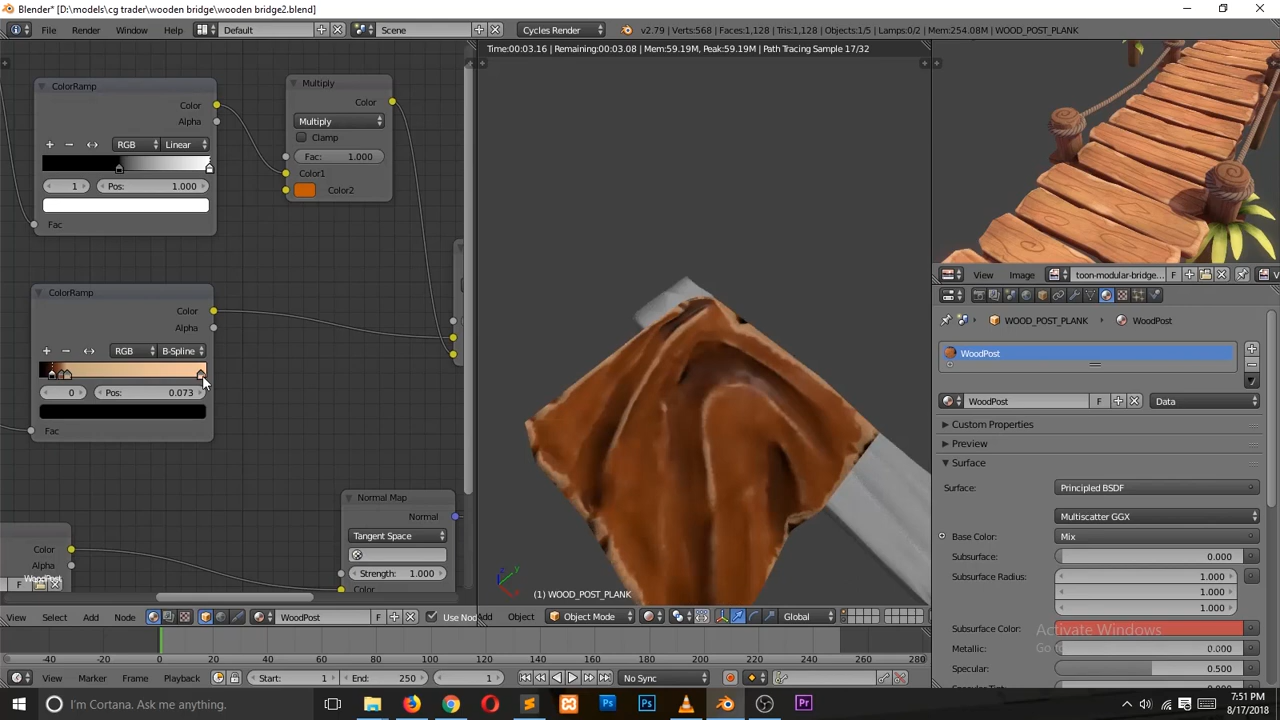 Blender* [D:\models\cg trader\wooden bridge\wooden bridge2.blend]
File Render Window Help Default Scene Cycles Render v2.79 | Verts:568 | Faces:1,128 | Tris:1,128 | Objects:1/5 | Lamps:0/2 | Mem:254.08M | WOOD_POST_PLANK
Time:00:03.16 | Remaining:00:03.08 | Mem:59.19M, Peak:59.19M | Path Tracing Sample 17/32
ColorRamp
Color
Alpha
RGB Linear
1 Pos: 1.000
Fac
Multiply
Color
Multiply
Clamp
Fac: 1.000
Color1
Color2
ColorRamp
Color
Alpha
RGB B-Spline
0 Pos: 0.073
Fac
Normal Map
Normal
Tangent Space
Strength: 1.000
Color
Color
Alpha
F
WoodPost
(1) WOOD_POST_PLANK
View Select Add Node WoodPost F Use Nod
Add Object Object Mode Global
View Image toon-modular-bridge... F V
WOOD_POST_PLANK WoodPost
WoodPost
WoodPost F Data
Custom Properties
Preview
Surface
Surface: Principled BSDF
Multiscatter GGX
Base Color: Mix
Subsurface: 0.000
Subsurface Radius: 1.000
1.000
1.000
Subsurface Color:
Metallic: 0.000
Specular: 0.500
Activate Windows
-40 -20 0 20 40 60 80 100 120 140 160 180 200 220 240 260 280
View Marker Frame Playback Start: 1 End: 250 1 No Sync
I'm Cortana. Ask me anything.
7:51 PM
8/17/2018